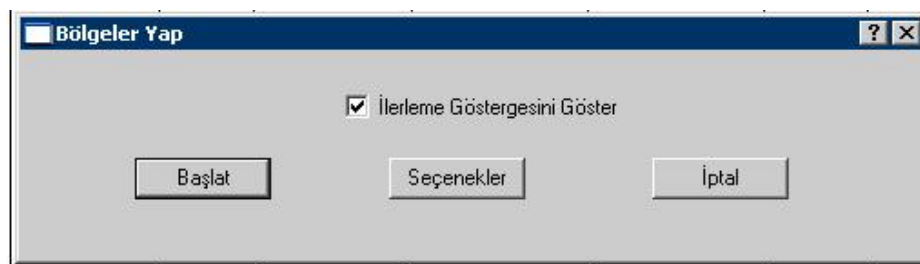 Bölgeler Yap
İlerleme Göstergesini Göster
Başlat Seçenekler İptal